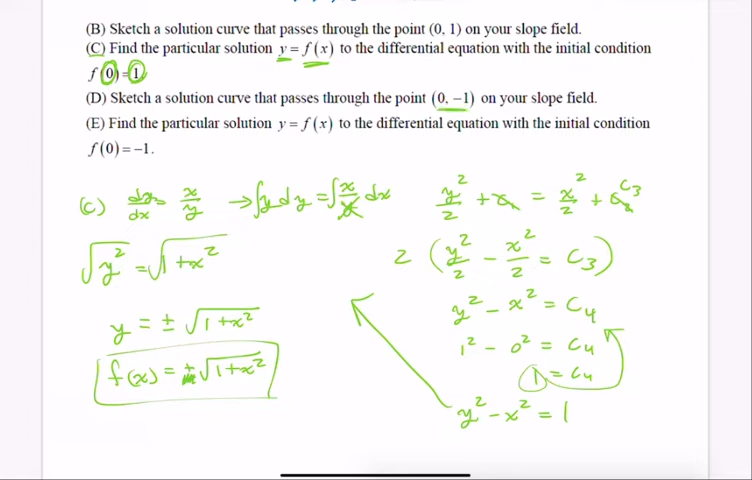 (B) Sketch a solution curve that passes through the point (0, 1) on your slope field.
(C) Find the particular solution y = f(x) to the differential equation with the initial condition
f(0)=1.
(D) Sketch a solution curve that passes through the point (0, −1) on your slope field.
(E) Find the particular solution y = f(x) to the differential equation with the initial condition
f(0)=−1.
(c) dy/dx = x/y → ∫y dy = ∫x/y dx
√y² = √1+x²
y = ± √1+x²
f(x) = √1+x²
y²/2 + = x²/2 + C3
2 (y²/2 − x²/2 = C3)
y² − x² = C4
1² − 0² = C4
1 = C4
y² − x² = 1